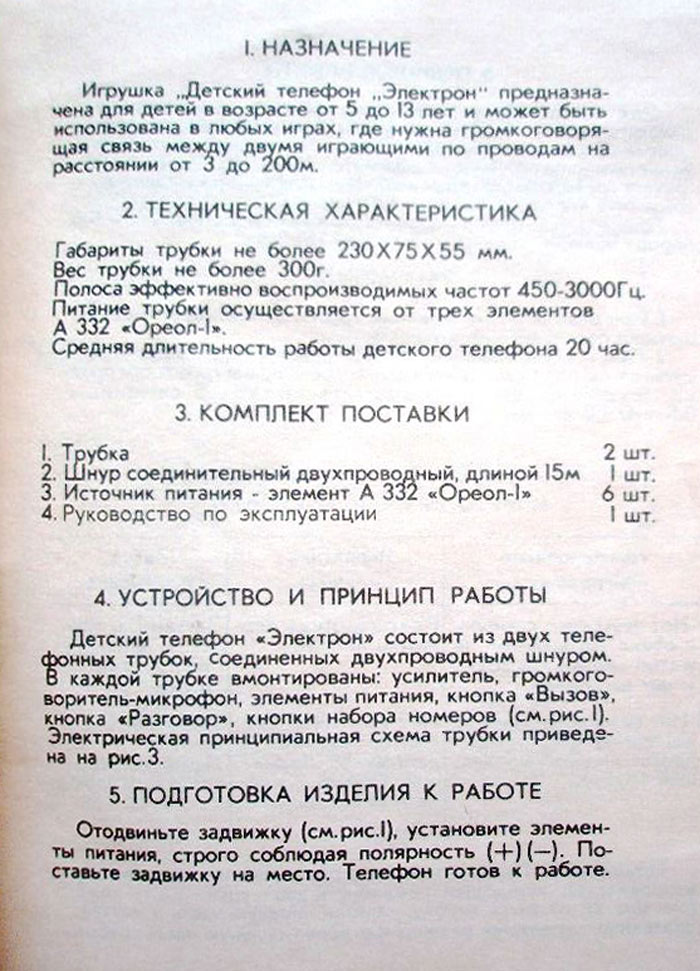 1. НАЗНАЧЕНИЕ
Игрушка „Детский телефон „Электрон" предназна-
чена для детей в возрасте от 5 до 13 лет и может быть
использована в любых играх, где нужна громкоговоря-
щая связь между двумя играющими по проводам на
расстоянии от 3 до 200м.
2. ТЕХНИЧЕСКАЯ ХАРАКТЕРИСТИКА
Габариты трубки не более 230X75X55 мм.
Вес трубки не более 300г.
Полоса эффективно воспроизводимых частот 450-3000Гц.
Питание трубки осуществляется от трех элементов
А 332 «Ореол-1».
Средняя длительность работы детского телефона 20 час.
3. КОМПЛЕКТ ПОСТАВКИ
1. Трубка 2 шт.
2. Шнур соединительный двухпроводный, длиной 15м 1 шт.
3. Источник питания - элемент А 332 «Ореол-1» 6 шт.
4. Руководство по эксплуатации 1 шт.
4. УСТРОЙСТВО И ПРИНЦИП РАБОТЫ
Детский телефон «Электрон» состоит из двух теле-
фонных трубок, соединенных двухпроводным шнуром.
В каждой трубке вмонтированы: усилитель, громкого-
воритель-микрофон, элементы питания, кнопка «Вызов»,
кнопка «Разговор», кнопки набора номеров (см.рис.1).
Электрическая принципиальная схема трубки приведе-
на на рис.3.
5. ПОДГОТОВКА ИЗДЕЛИЯ К РАБОТЕ
Отодвиньте задвижку (см.рис.1), установите элемен-
ты питания, строго соблюдая полярность (+) (—). По-
ставьте задвижку на место. Телефон готов к работе.